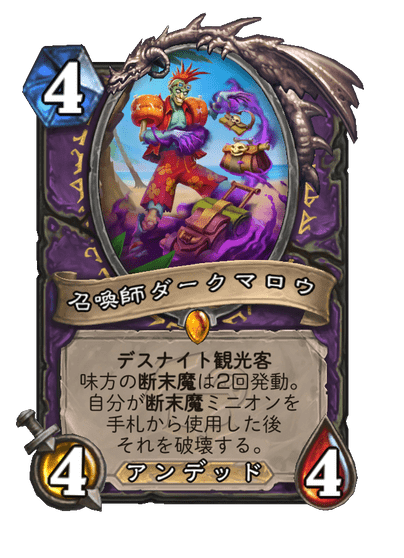 4
召喚師ダークマロウ
デスナイト観光客
味方の断末魔は2回発動。
自分が断末魔ミニオンを
手札から使用した後
それを破壊する。
4
アンデッド
4